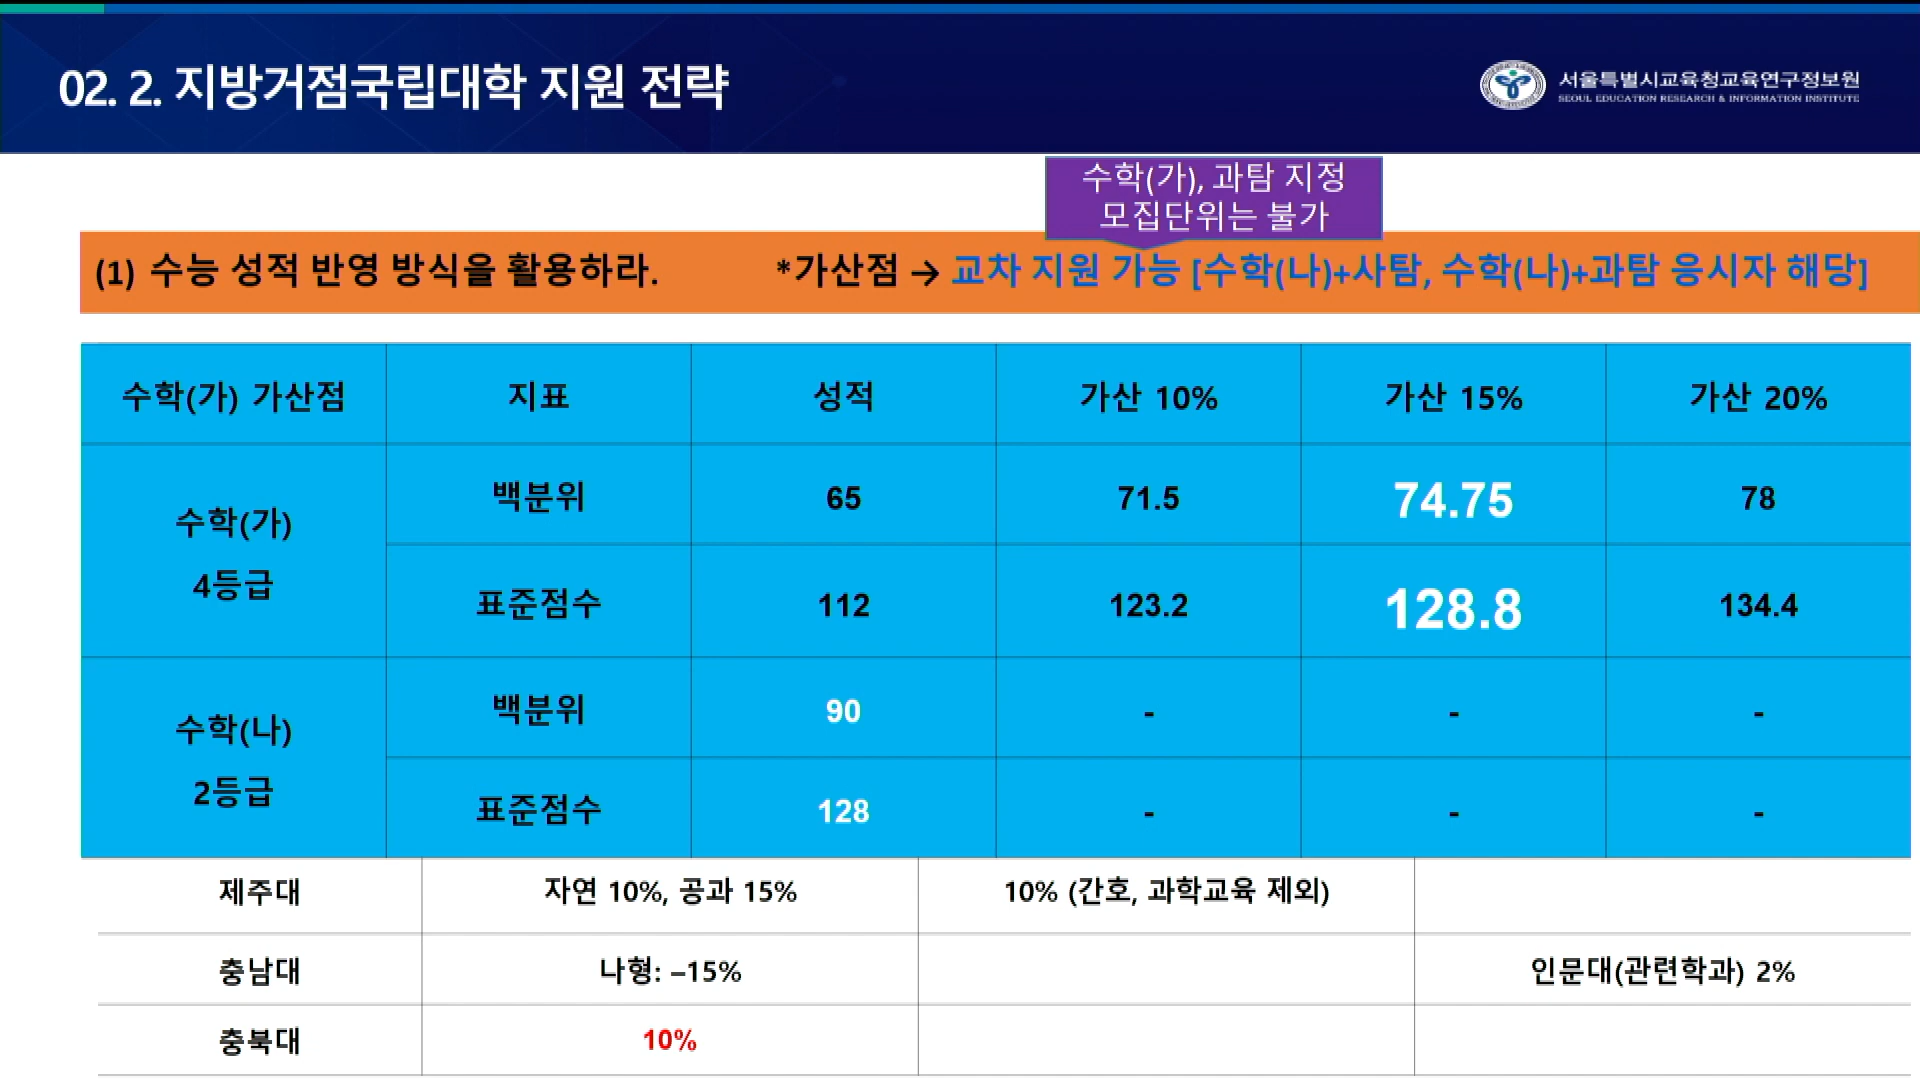 02. 2. 지방거점국립대학 지원 전략
서울특별시교육청교육연구정보원
SEOUL EDUCATION RESEARCH & INFORMATION INSTITUTE
수학(가), 과탐 지정
모집단위는 불가
(1) 수능 성적 반영 방식을 활용하라. *가산점 → 교차 지원 가능 [수학(나)+사탐, 수학(나)+과탐 응시자 해당]
수학(가) 가산점 지표 성적 가산 10% 가산 15% 가산 20%
수학(가)
4등급
백분위 65 71.5 74.75 78
표준점수 112 123.2 128.8 134.4
수학(나)
2등급
백분위 90 - - -
표준점수 128 - - -
제주대 자연 10%, 공과 15% 10% (간호, 과학교육 제외)
충남대 나형: –15% 인문대(관련학과) 2%
충북대 10%